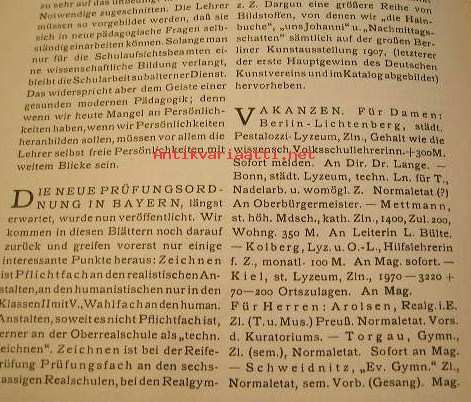 zu sehr auf das
Notwendige zugeschnitten. Die Lehrer
müssen so vorgebildet werden, daß sie
sich in neue pädagogische Fragen selb-
ständig einarbeiten können. Solange man
nur für die Schulaufsichtsbeamten ei-
ne wissenschaftliche Bildung verlangt,
bleibt die Schularbeit subalterner Dienst.
Das widerspricht aber dem Geiste einer
gesunden modernen Pädagogik; denn
wenn wir heute Mangel an Persönlich-
keiten haben, wenn wir Persönlichkeiten
heranbilden sollen, müssen vor allem die
Lehrer selbst freie Persönlichkeiten mit
weitem Blicke sein.
DIE NEUE PRÜFUNGSORD-
NUNG IN BAYERN, längst
erwartet, wurde nun veröffentlicht. Wir
kommen in diesen Blättern noch darauf
zurück und greifen vorerst nur einige
interessante Punkte heraus: Zeichnen
ist Pflichtfach an den realistischen An-
stalten, an den humanistischen nur in den
Klassen II mit V., Wahlfach an den human.
Anstalten, soweit es nicht Pflichtfach ist,
erner an der Oberrealschule als „techn.
Zeichnen“. Zeichnen ist bei der Reife-
rüfung Prüfungsfach an den sechs-
lassigen Realschulen, bei den Realgym-
z. Z. Dargun eine größere Reihe von
Bildstoffen, von denen wir „die Hain-
buche“, „uns Johann“ u. „Nachmittags-
schatten“ sämtlich auf der großen Ber-
liner Kunstausstellung 1907, (letzterer
der erste Hauptgewinn des Deutschen
Kunstvereins und im Katalog abgebildet)
hervorheben.
VAKANZEN. Für Damen:
Berlin-Lichtenberg, städt.
Pestalozzi-Lyzeum, Zln., Gehalt wie die
wissensch. Volksschullehrerinn. + 300 M.
Sofort melden. An Dir. Dr. Lange. —
Bonn, städt. Lyzeum, techn. Ln. für T.,
Nadelarb. u. womögl. Z. Normaletat (?)
An Oberbürgermeister. — Mettmann,
st. höh. Mdsch., kath. Zln., 1400, Zul. 200,
Wohng. 350 M. An Leiterin L. Bülte.
— Kolberg, Lyz. u. O.-L., Hilfslehrerin
f. Z., monatl. 100 M. An Mag. sofort. —
Kiel, st. Lyzeum, Zln., 1970—3220 +
70—200 Ortszulagen. An Mag.
Für Herren: Arolsen, Realg. i. E.
Zl. (T. u. Mus.) Preuß. Normaletat. Vors.
d. Kuratoriums. — Torgau, Gymn.,
Zl. (sem.), Normaletat. Sofort an Mag.
— Schweidnitz, „Ev. Gymn.“ Zl.,
Normaletat, sem. Vorb. (Gesang). Mag.
Antikvariaatti.net